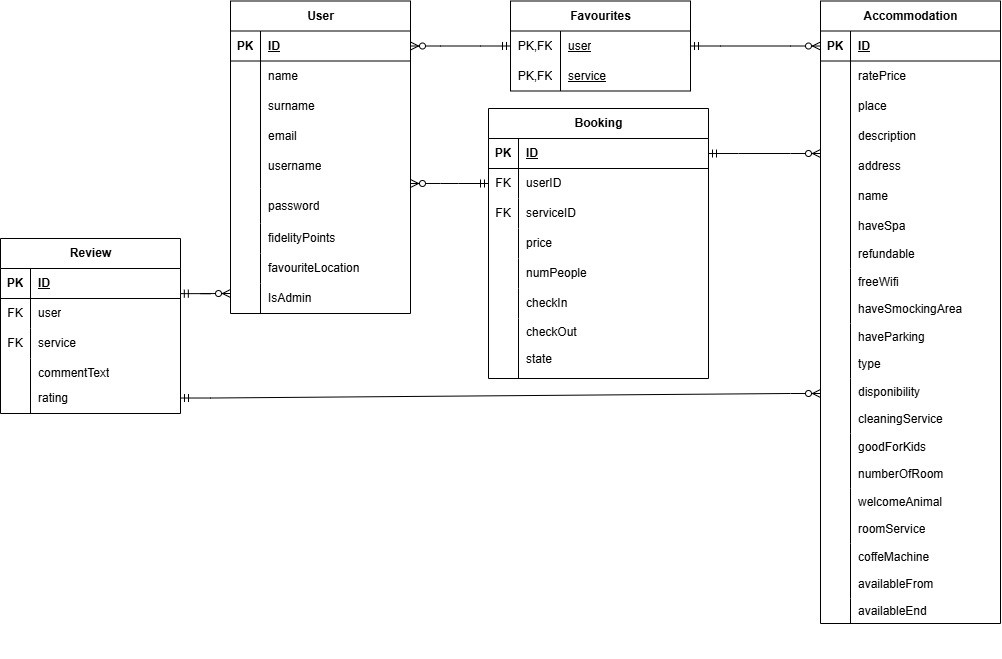 User
PK ID
name
surname
email
username
password
fidelityPoints
favouriteLocation
IsAdmin
Favourites
PK,FK user
PK,FK service
Booking
PK ID
FK userID
FK serviceID
price
numPeople
checkIn
checkOut
state
Accommodation
PK ID
ratePrice
place
description
address
name
haveSpa
refundable
freeWifi
haveSmockingArea
haveParking
type
disponibility
cleaningService
goodForKids
numberOfRoom
welcomeAnimal
roomService
coffeMachine
availableFrom
availableEnd
Review
PK ID
FK user
FK service
commentText
rating